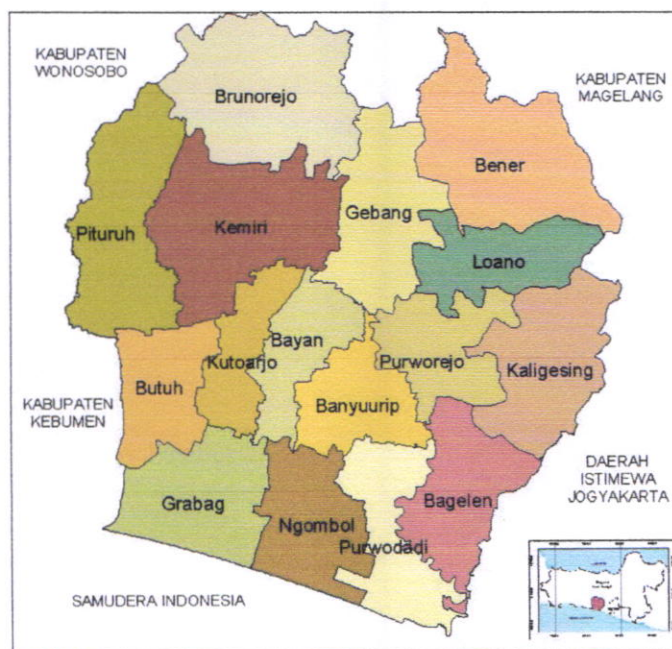 KABUPATEN
WONOSOBO
KABUPATEN
MAGELANG
Brunorejo
Bener
Gebang
Pituruh
Kemiri
Loano
Bayan
Kutoarjo
Purworejo
Kaligesing
Butuh
Banyuurip
KABUPATEN
KEBUMEN
DAERAH
ISTIMEWA
JOGYAKARTA
Grabag
Ngombol
Bagelen
Purwodadi
SAMUDERA INDONESIA